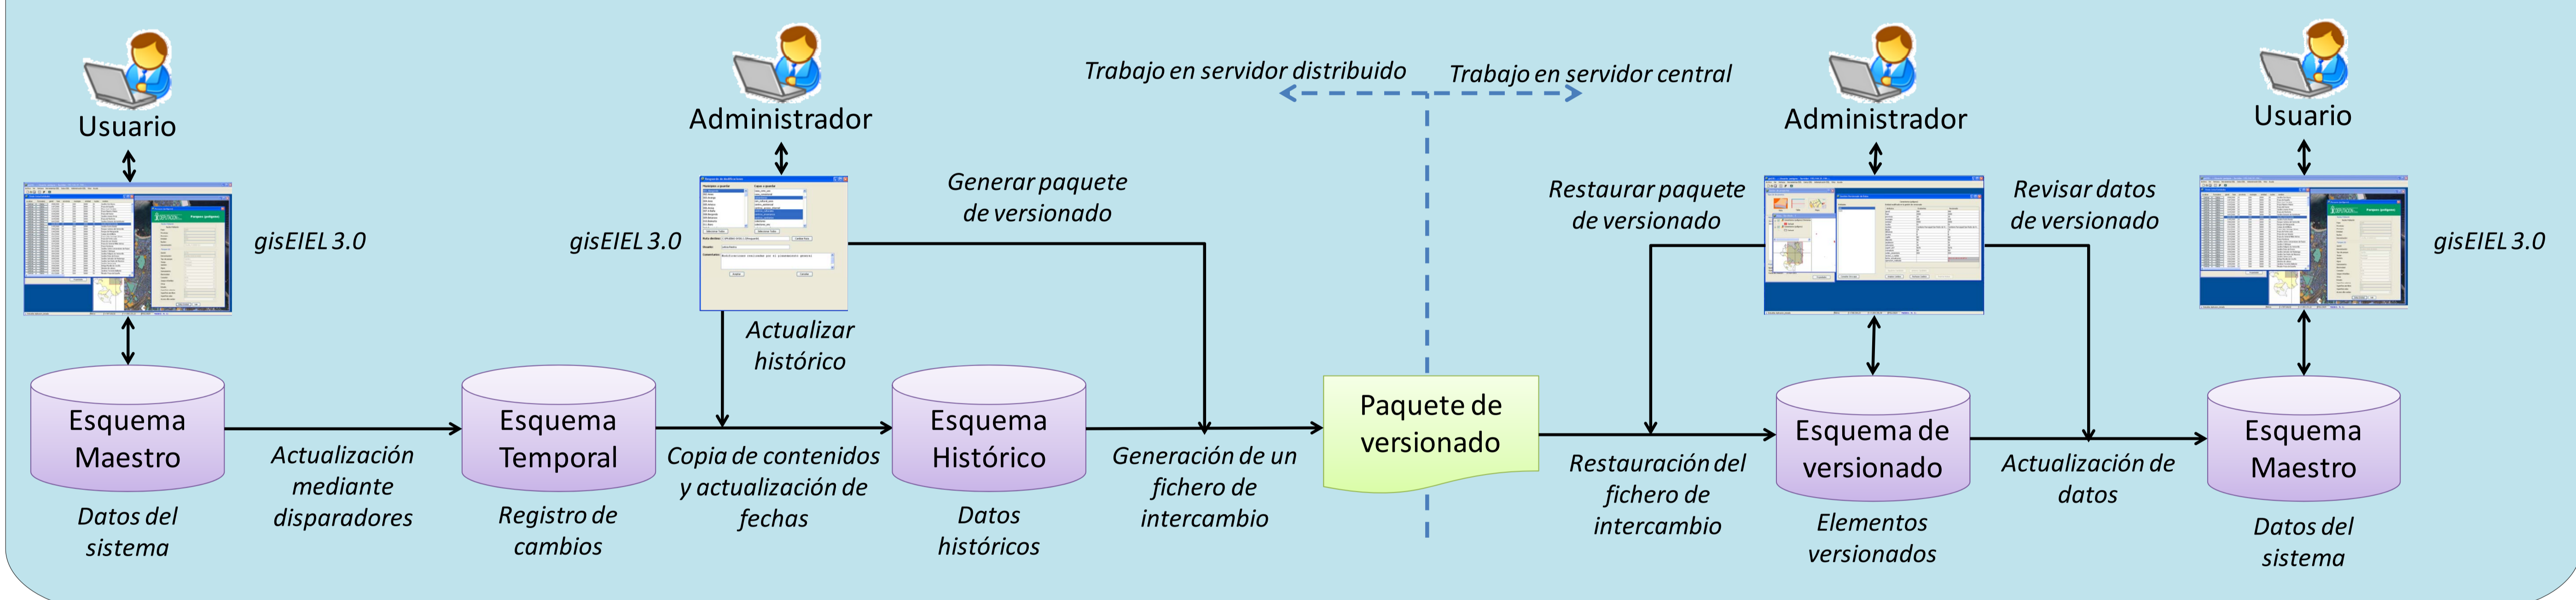 Usuario
gisEIEL 3.0
Esquema
Maestro
Datos del
sistema
Actualización
mediante
disparadores
Administrador
gisEIEL 3.0
Actualizar
histórico
Generar paquete
de versionado
Esquema
Temporal
Registro de
cambios
Copia de contenidos
y actualización de
fechas
Esquema
Histórico
Datos
históricos
Generación de un
fichero de
intercambio
Trabajo en servidor distribuido
Trabajo en servidor central
Paquete de
versionado
Administrador
Restaurar paquete
de versionado
Revisar datos
de versionado
Restauración del
fichero de
intercambio
Esquema de
versionado
Elementos
versionados
Actualización de
datos
Usuario
gisEIEL 3.0
Esquema
Maestro
Datos del
sistema